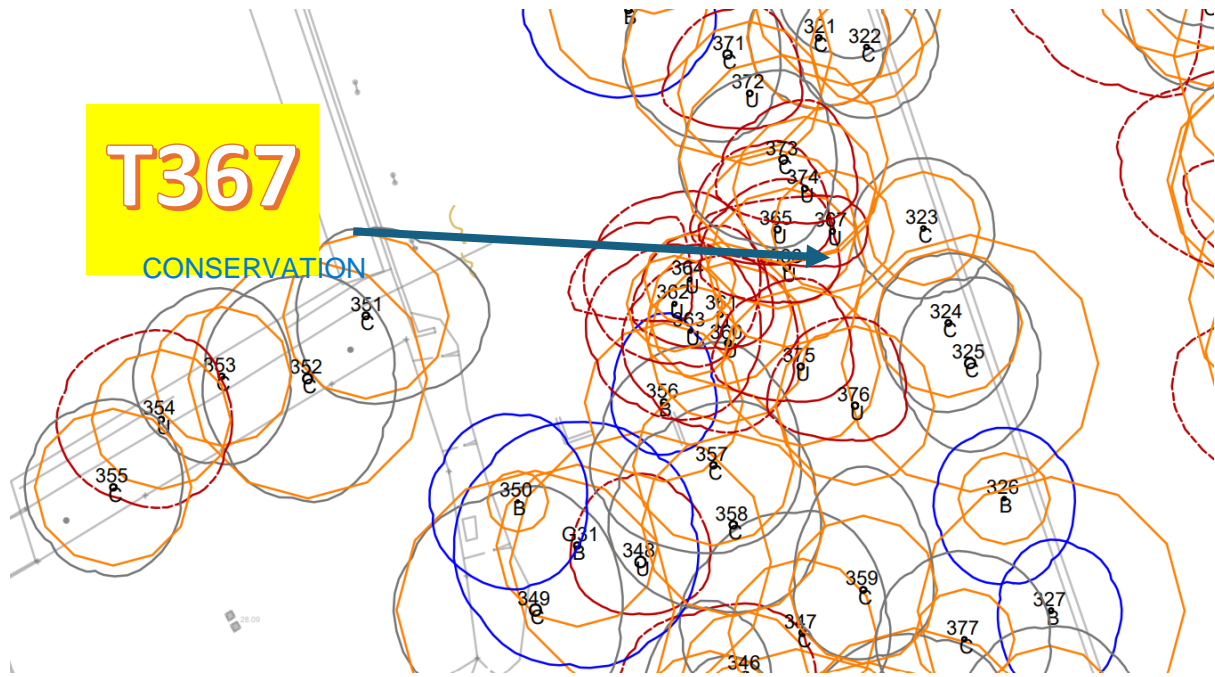 B
321
C
322
C
371
C
372
U
T367
373
C
374
U
365
U
367
U
323
C
CONSERVATION
364
U
362
U
361
363
U
360
U
351
C
324
C
325
C
353
C
352
C
375
U
376
U
354
U
356
B
357
C
355
C
350
B
326
B
G31
B
348
U
358
C
349
C
359
C
327
B
28.09
347
C
377
C
346